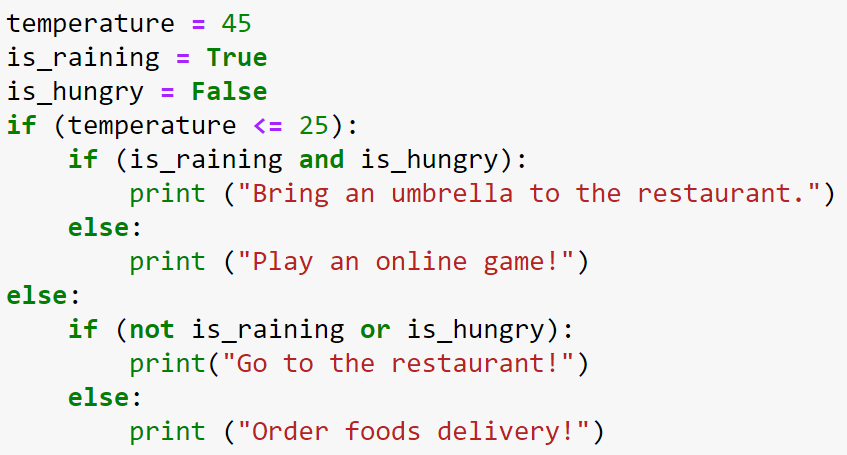 temperature = 45
is_raining = True
is_hungry = False
if (temperature <= 25):
    if (is_raining and is_hungry):
        print ("Bring an umbrella to the restaurant.")
    else:
        print ("Play an online game!")
else:
    if (not is_raining or is_hungry):
        print("Go to the restaurant!")
    else:
        print ("Order foods delivery!")